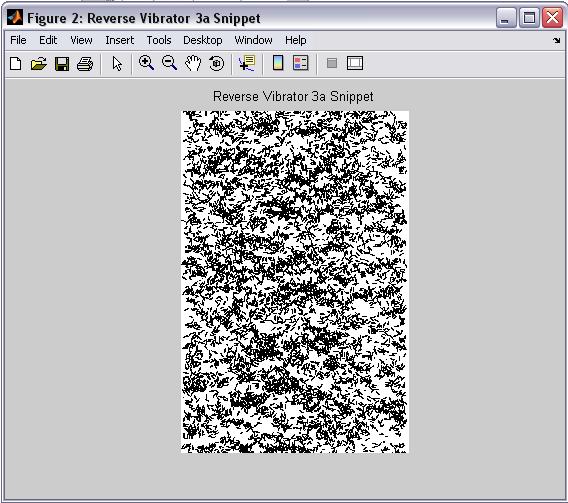 Figure 2: Reverse Vibrator 3a Snippet
File Edit View Insert Tools Desktop Window Help
Reverse Vibrator 3a Snippet